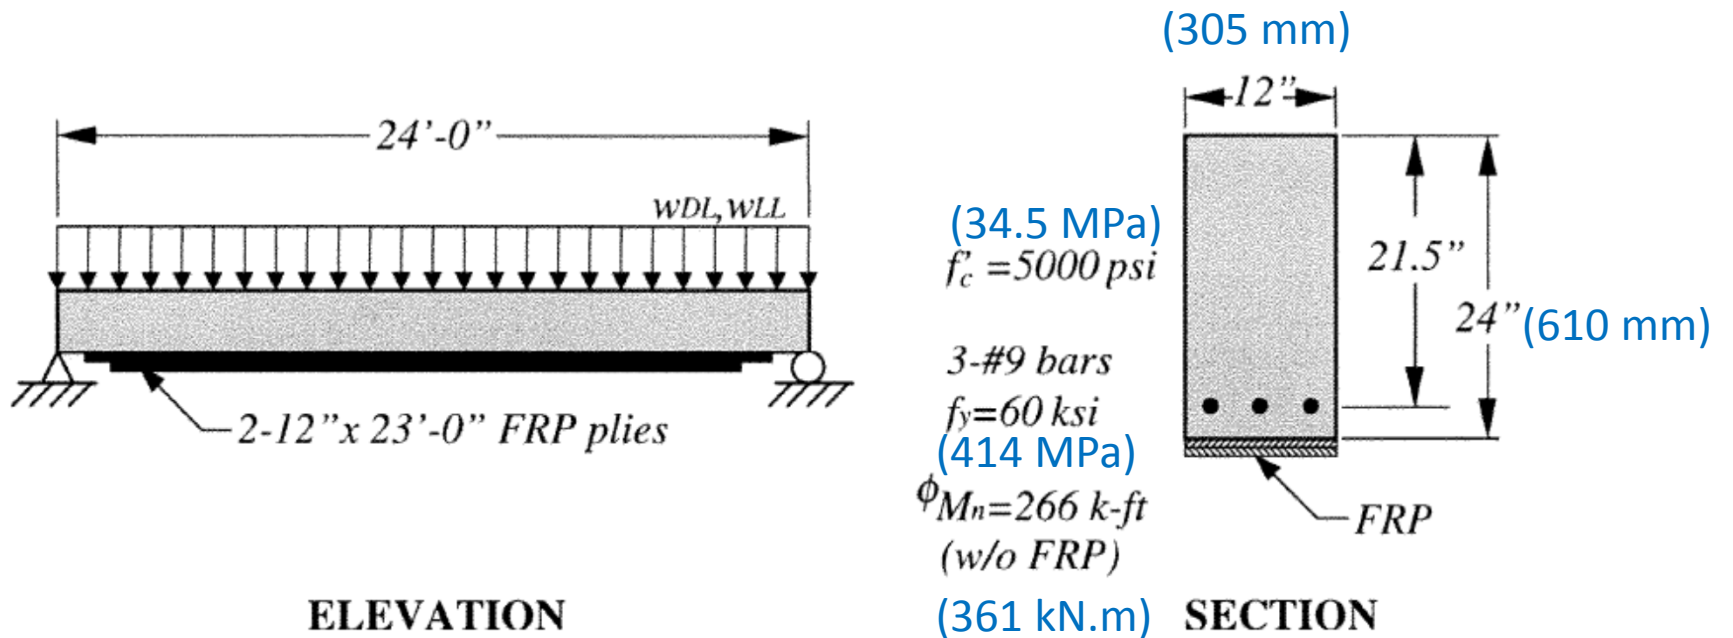 24'-0"
wDL, wLL
2-12"x 23'-0" FRP plies
ELEVATION
(305 mm)
12"
(34.5 MPa)
f'c =5000 psi
21.5"
24" (610 mm)
3-#9 bars
fy=60 ksi
(414 MPa)
ϕMn=266 k-ft
(w/o FRP)
(361 kN.m)
FRP
SECTION